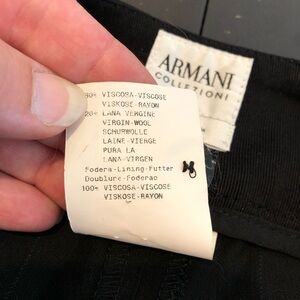 ARMANI
COLLEZIONI
80% VISCOSA-VISCOSE
VISKOSE-RAYON
20% LANA VERGINE
VIRGIN-WOOL
SCHURWOLLE
LAINE-VIERGE
PURA LA
LANA-VIRGEN
Fodera-Lining-Futter
Doublure-Foderac
100% VISCOSA-VISCOSE
VISKOSE-RAYON